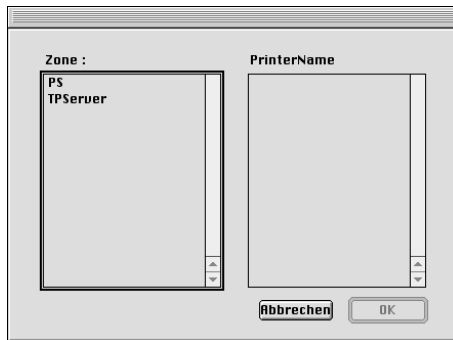 Zone :
PrinterName
PS
TPServer
Abbrechen
OK